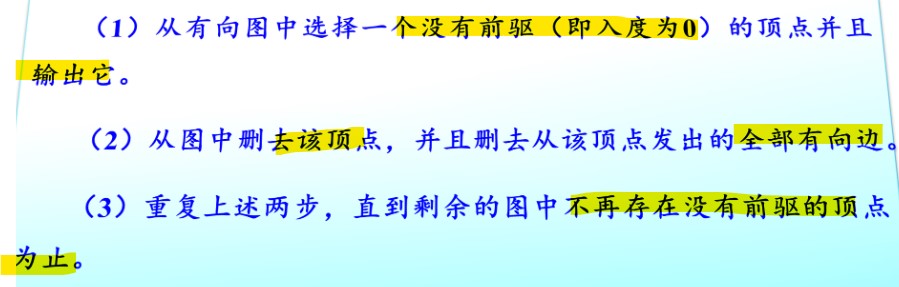 （1）从有向图中选择一个没有前驱（即入度为0）的顶点并且
输出它。
（2）从图中删去该顶点，并且删去从该顶点发出的全部有向边。
（3）重复上述两步，直到剩余的图中不再存在没有前驱的顶点
为止。